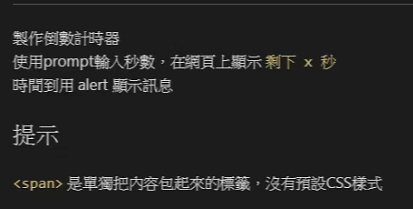 製作倒數計時器
使用prompt輸入秒數，在網頁上顯示 剩下 x 秒
時間到用 alert 顯示訊息
提示
<span> 是單獨把內容包起來的標籤，沒有預設CSS樣式